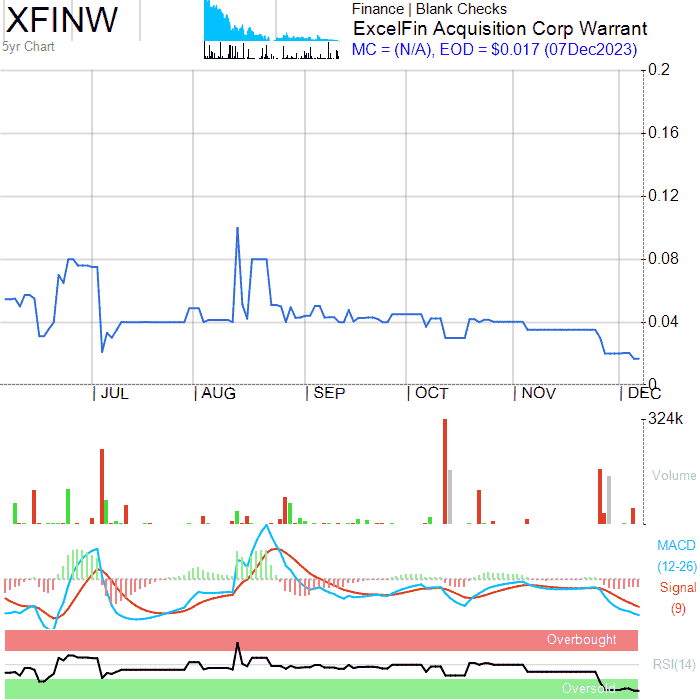 XFINW
5yr Chart
Finance | Blank Checks
ExcelFin Acquisition Corp Warrant
MC = (N/A), EOD = $0.017 (07Dec2023)
0.2
0.16
0.12
0.08
0.04
0
JUL AUG SEP OCT NOV DEC
324k
Volume
MACD
(12-26)
Signal
(9)
Overbought
RSI(14)
Oversold